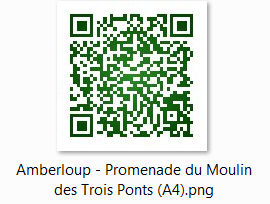 Amberloup - Promenade du Moulin
des Trois Ponts (A4).png